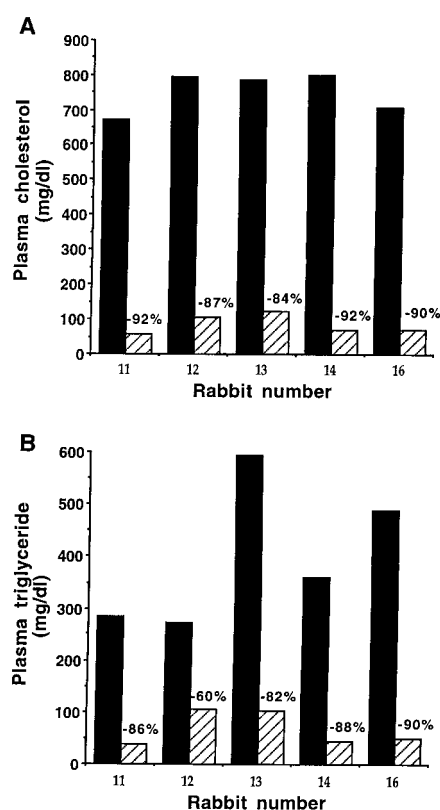 A
900
800
700
600
500
400
300
200
100
0
Plasma cholesterol
(mg/dl)
-92%
-87%
-84%
-92%
-90%
11 12 13 14 16
Rabbit number
B
600
500
400
300
200
100
0
Plasma triglyceride
(mg/dl)
-86%
-60%
-82%
-88%
-90%
11 12 13 14 16
Rabbit number